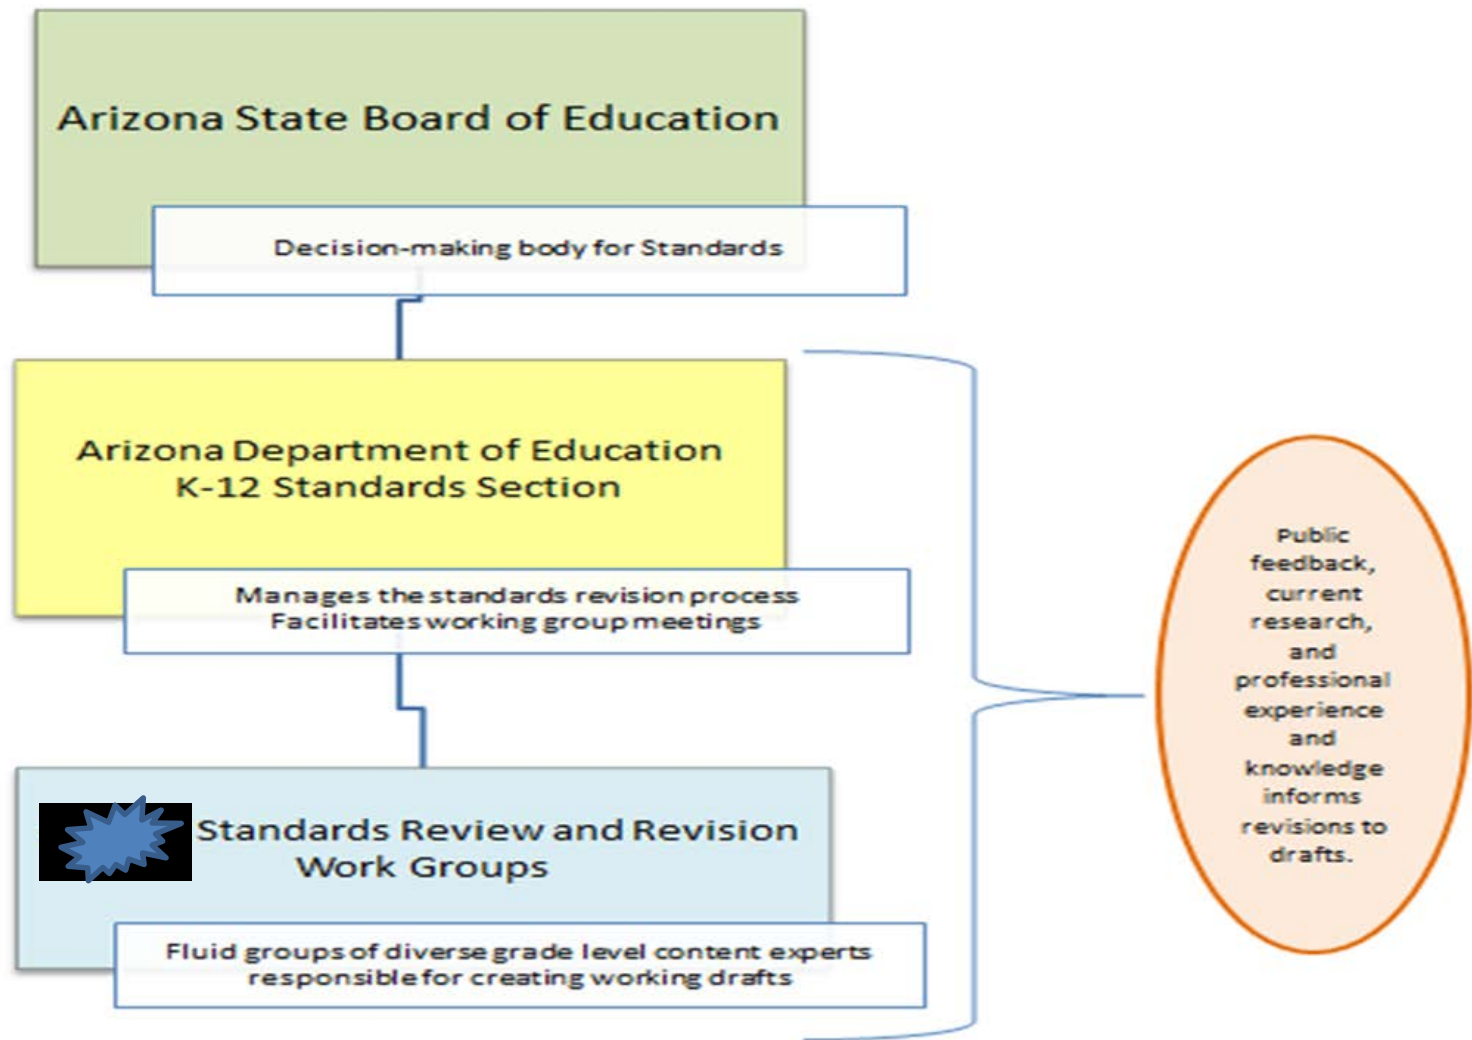 Arizona State Board of Education
Decision-making body for Standards
Arizona Department of Education
K-12 Standards Section
Manages the standards revision process
Facilitates working group meetings
Standards Review and Revision
Work Groups
Fluid groups of diverse grade level content experts
responsible for creating working drafts
Public
feedback,
current
research,
and
professional
experience
and
knowledge
informs
revisions to
drafts.